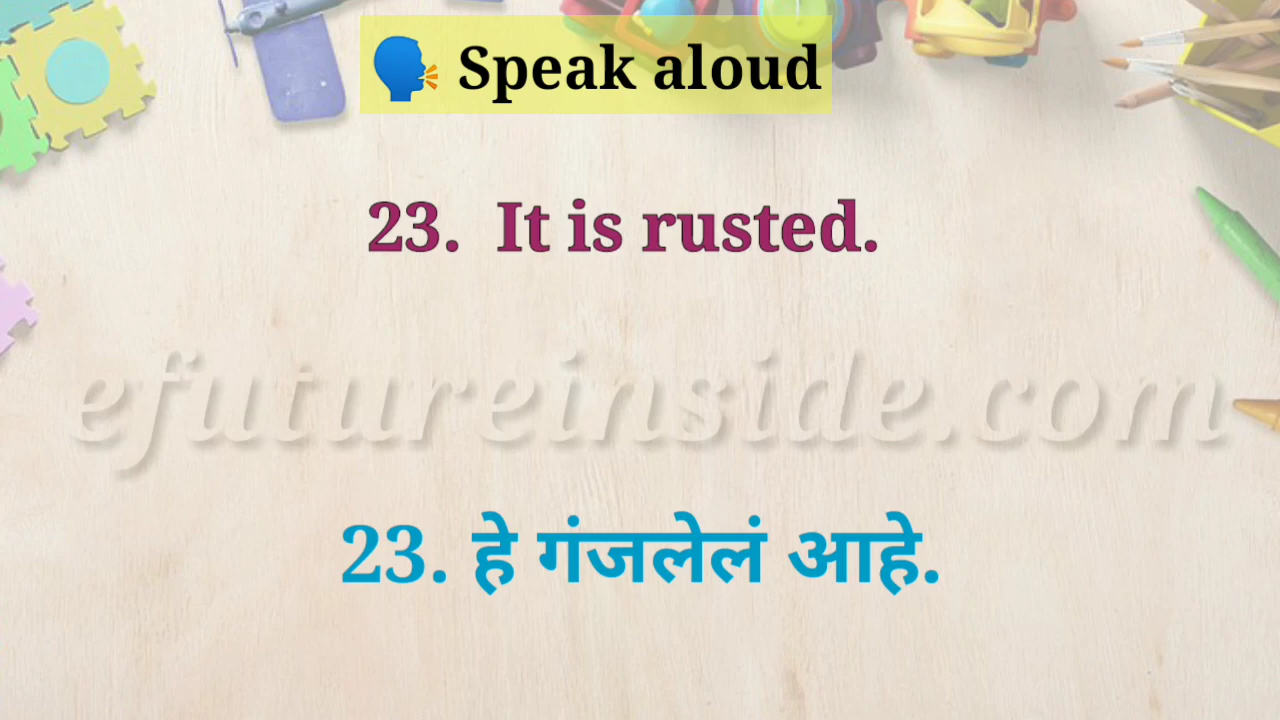 🗣️ Speak aloud
23. It is rusted.
efutureinside.com
23. हे गंजलेलं आहे.